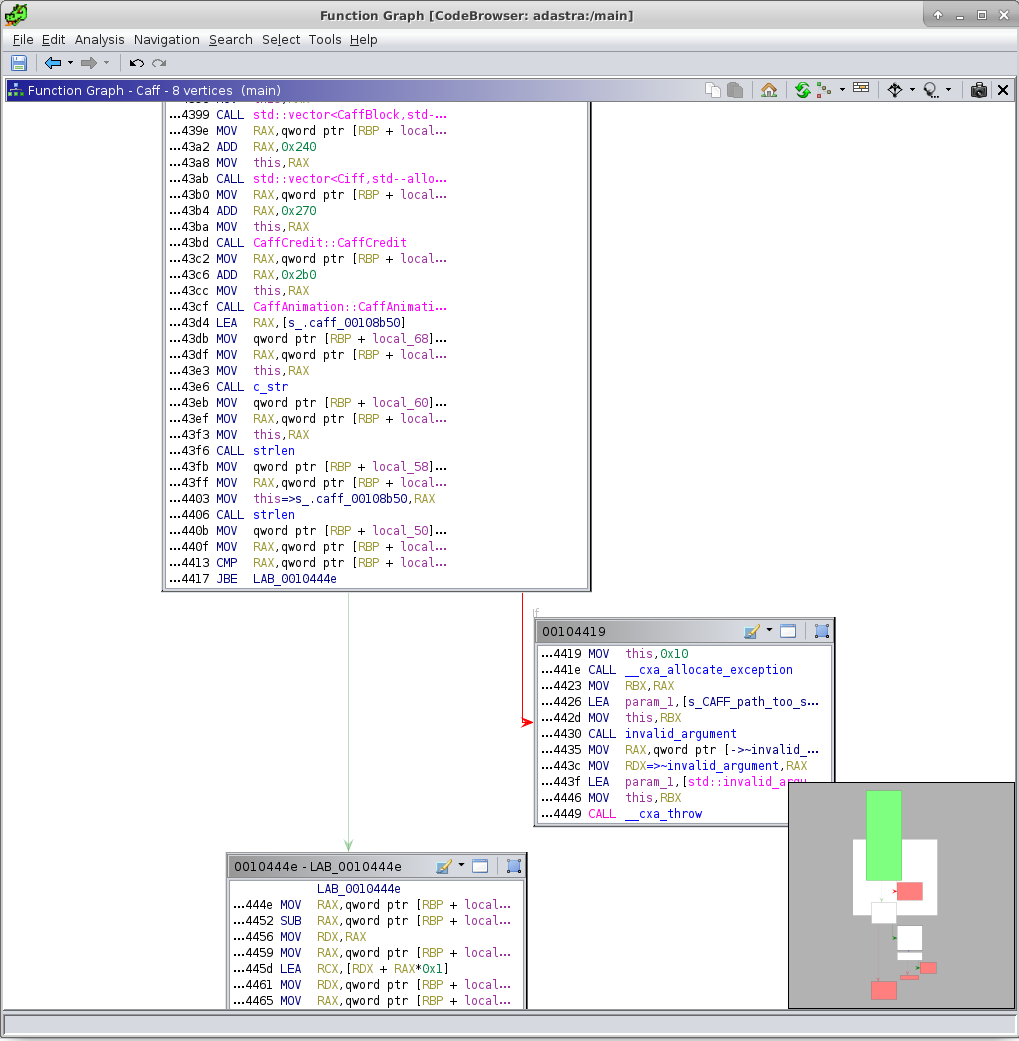 Function Graph [CodeBrowser: adastra:/main]
File Edit Analysis Navigation Search Select Tools Help
Function Graph - Caff - 8 vertices (main)
...4399 CALL std::vector<CaffBlock,std-...
...439e MOV RAX,qword ptr [RBP + local...
...43a2 ADD RAX,0x240
...43a8 MOV this,RAX
...43ab CALL std::vector<Ciff,std--allo...
...43b0 MOV RAX,qword ptr [RBP + local...
...43b4 ADD RAX,0x270
...43ba MOV this,RAX
...43bd CALL CaffCredit::CaffCredit
...43c2 MOV RAX,qword ptr [RBP + local...
...43c6 ADD RAX,0x2b0
...43cc MOV this,RAX
...43cf CALL CaffAnimation::CaffAnimati...
...43d4 LEA RAX,[s_.caff_00108b50]
...43db MOV qword ptr [RBP + local_68]...
...43df MOV RAX,qword ptr [RBP + local...
...43e3 MOV this,RAX
...43e6 CALL c_str
...43eb MOV qword ptr [RBP + local_60]...
...43ef MOV RAX,qword ptr [RBP + local...
...43f3 MOV this,RAX
...43f6 CALL strlen
...43fb MOV qword ptr [RBP + local_58]...
...43ff MOV RAX,qword ptr [RBP + local...
...4403 MOV this=>s_.caff_00108b50,RAX
...4406 CALL strlen
...440b MOV qword ptr [RBP + local_50]...
...440f MOV RAX,qword ptr [RBP + local...
...4413 CMP RAX,qword ptr [RBP + local...
...4417 JBE LAB_0010444e
If
00104419
...4419 MOV this,0x10
...441e CALL __cxa_allocate_exception
...4423 MOV RBX,RAX
...4426 LEA param_1,[s_CAFF_path_too_s...
...442d MOV this,RBX
...4430 CALL invalid_argument
...4435 MOV RAX,qword ptr [->~invalid_...
...443c MOV RDX=>~invalid_argument,RAX
...443f LEA param_1,[std::invalid_argu
...4446 MOV this,RBX
...4449 CALL __cxa_throw
0010444e - LAB_0010444e
LAB_0010444e
...444e MOV RAX,qword ptr [RBP + local...
...4452 SUB RAX,qword ptr [RBP + local...
...4456 MOV RDX,RAX
...4459 MOV RAX,qword ptr [RBP + local...
...445d LEA RCX,[RDX + RAX*0x1]
...4461 MOV RDX,qword ptr [RBP + local...
...4465 MOV RAX,qword ptr [RBP + local...